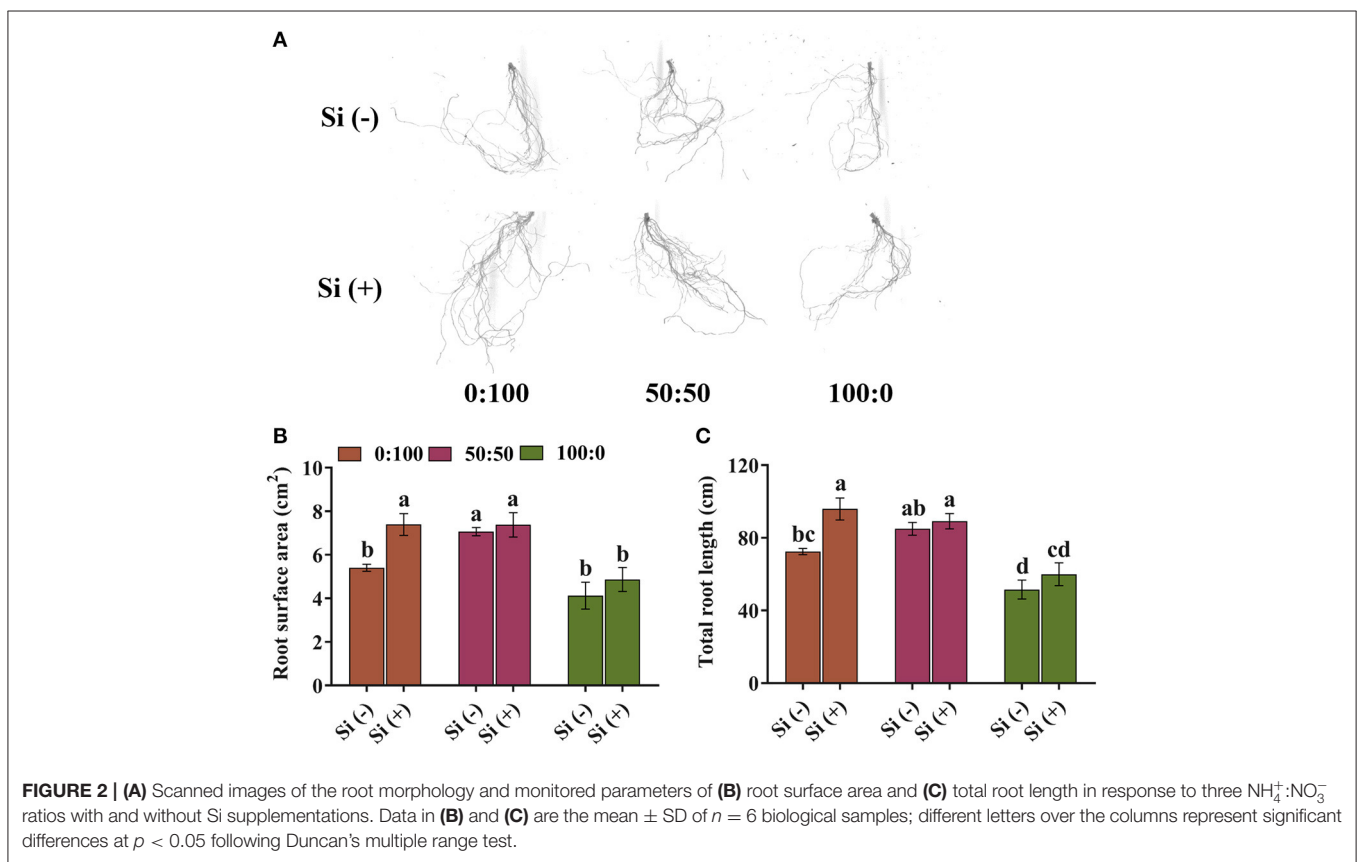 A
Si (-)
Si (+)
0:100 50:50 100:0
B
0:100 50:50 100:0
Root surface area (cm²)
10
8
6
4
2
0
b a a a b b
Si (-) Si (+) Si (-) Si (+) Si (-) Si (+)
C
Total root length (cm)
120
80
40
0
bc a ab a d cd
Si (-) Si (+) Si (-) Si (+) Si (-) Si (+)
FIGURE 2 | (A) Scanned images of the root morphology and monitored parameters of (B) root surface area and (C) total root length in response to three NH₄⁺:NO₃⁻
ratios with and without Si supplementations. Data in (B) and (C) are the mean ± SD of n = 6 biological samples; different letters over the columns represent significant
differences at p < 0.05 following Duncan's multiple range test.